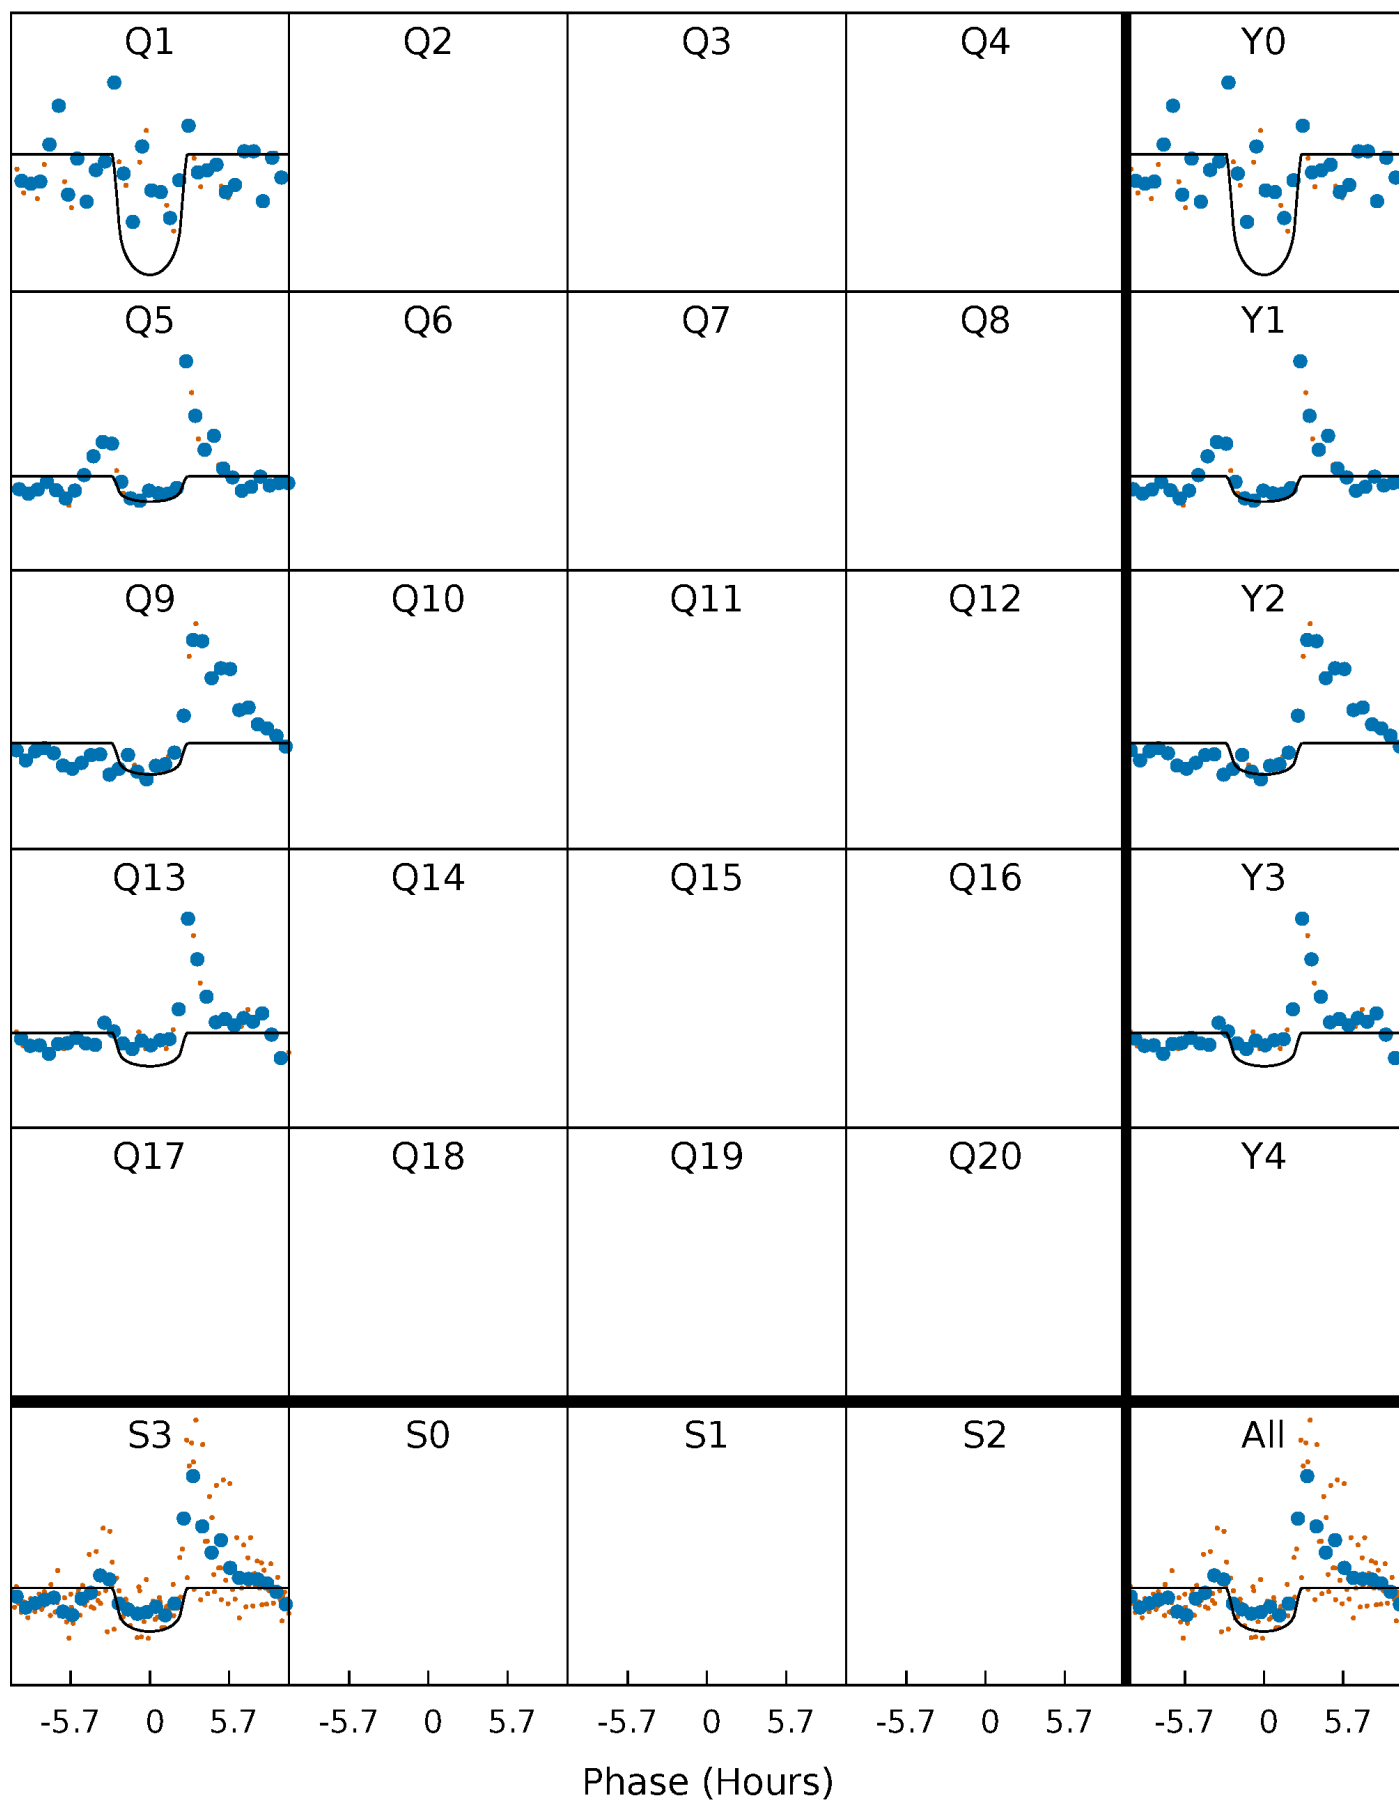 Q1 Q2 Q3 Q4 Y0
Q5 Q6 Q7 Q8 Y1
Q9 Q10 Q11 Q12 Y2
Q13 Q14 Q15 Q16 Y3
Q17 Q18 Q19 Q20 Y4
S3 S0 S1 S2 All
-5.7 0 5.7 -5.7 0 5.7 -5.7 0 5.7 -5.7 0 5.7 -5.7 0 5.7
Phase (Hours)